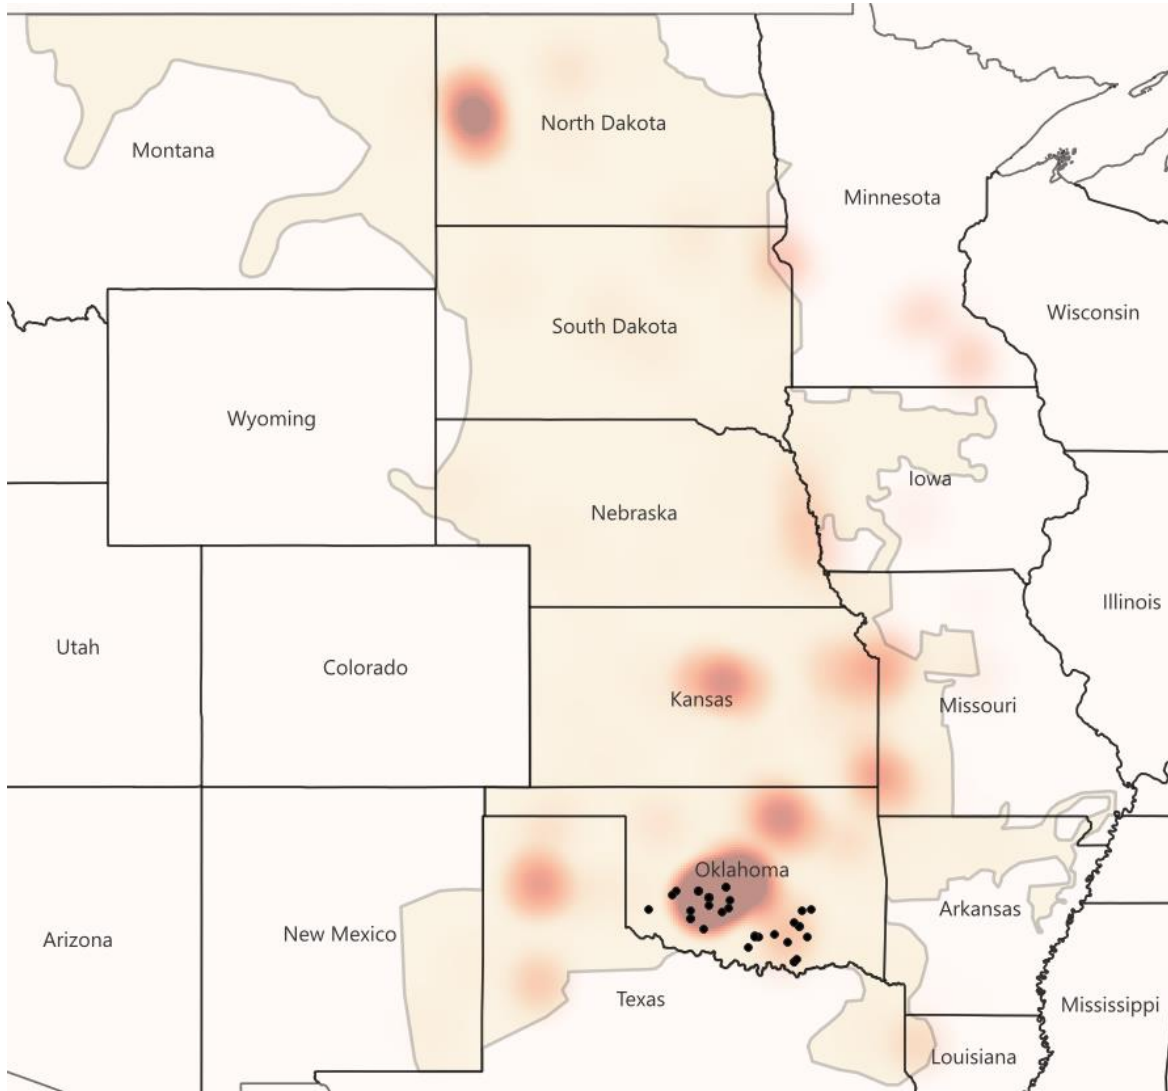 North Dakota
Montana
Minnesota
Wisconsin
South Dakota
Wyoming
Iowa
Nebraska
Illinois
Utah
Colorado
Kansas
Missouri
Oklahoma
Arkansas
New Mexico
Arizona
Texas
Mississippi
Louisiana